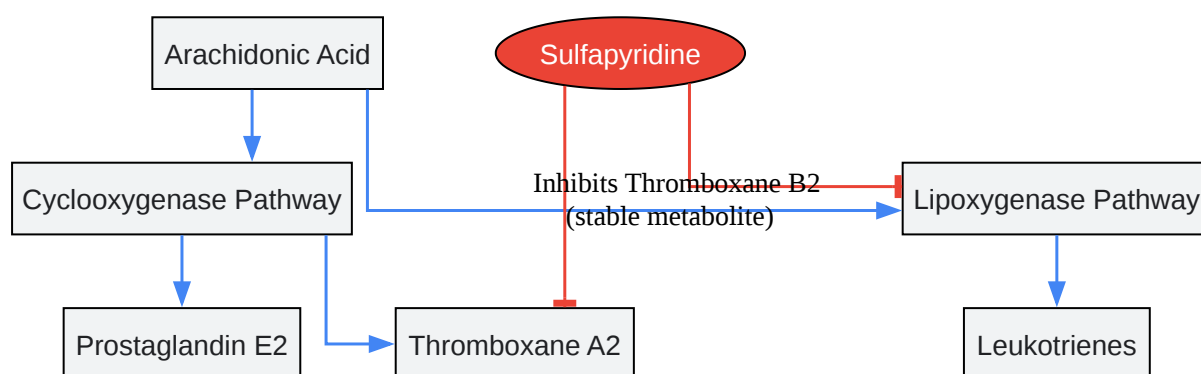 Arachidonic Acid
Sulfapyridine
Inhibits Thromboxane B2
(stable metabolite)
Cyclooxygenase Pathway
Lipoxygenase Pathway
Prostaglandin E2
Thromboxane A2
Leukotrienes